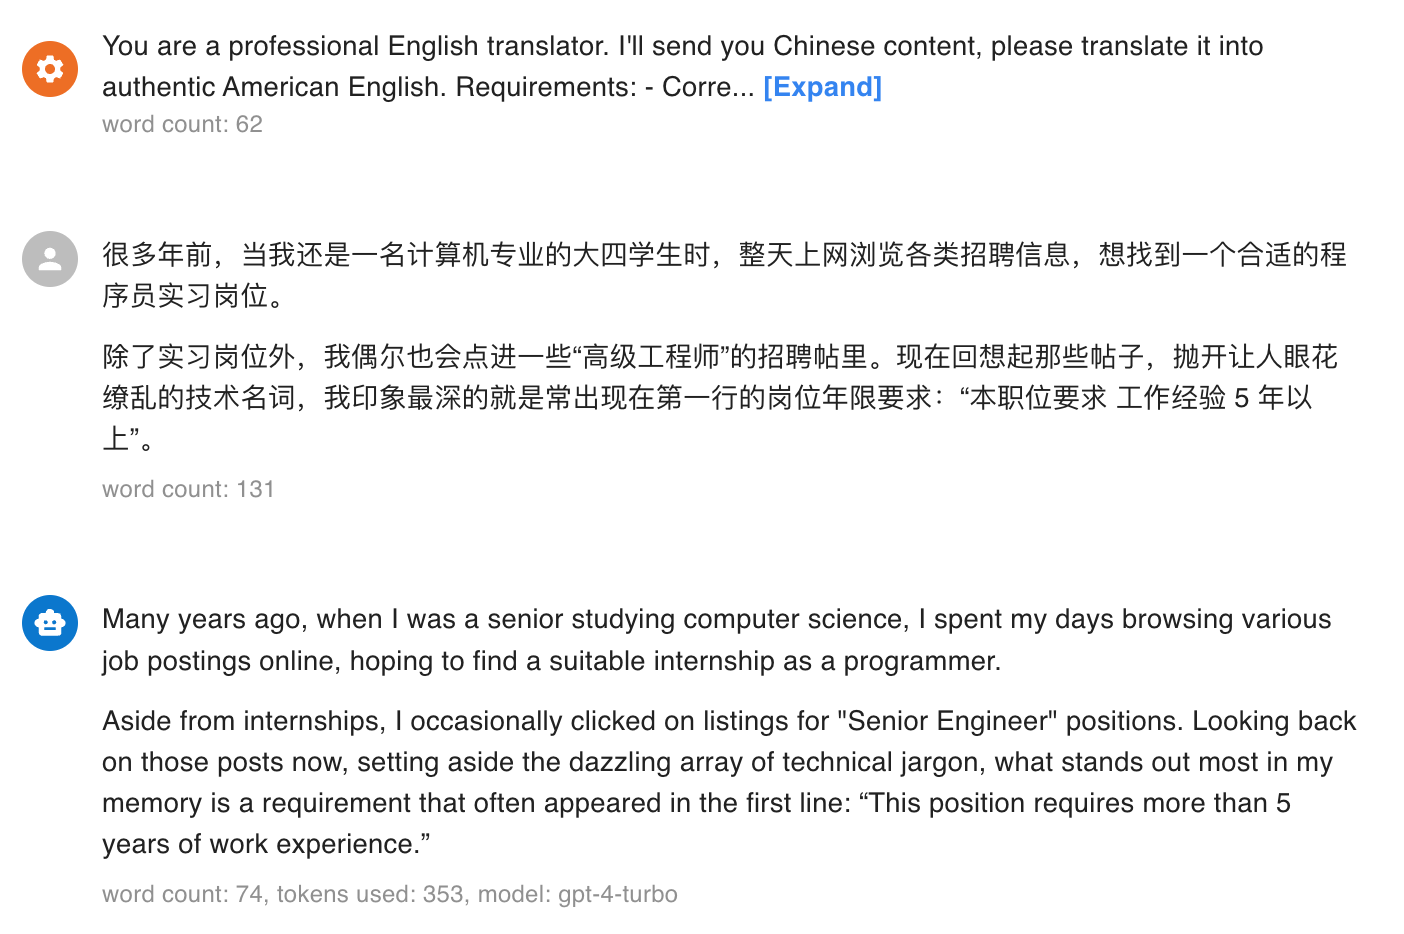 You are a professional English translator. I'll send you Chinese content, please translate it into
authentic American English. Requirements: - Corre... [Expand]
word count: 62
很多年前，当我还是一名计算机专业的大四学生时，整天上网浏览各类招聘信息，想找到一个合适的程
序员实习岗位。
除了实习岗位外，我偶尔也会点进一些“高级工程师”的招聘帖里。现在回想起那些帖子，抛开让人眼花
缭乱的技术名词，我印象最深的就是常出现在第一行的岗位年限要求：“本职位要求 工作经验 5 年以
上”。
word count: 131
Many years ago, when I was a senior studying computer science, I spent my days browsing various
job postings online, hoping to find a suitable internship as a programmer.
Aside from internships, I occasionally clicked on listings for "Senior Engineer" positions. Looking back
on those posts now, setting aside the dazzling array of technical jargon, what stands out most in my
memory is a requirement that often appeared in the first line: “This position requires more than 5
years of work experience.”
word count: 74, tokens used: 353, model: gpt-4-turbo